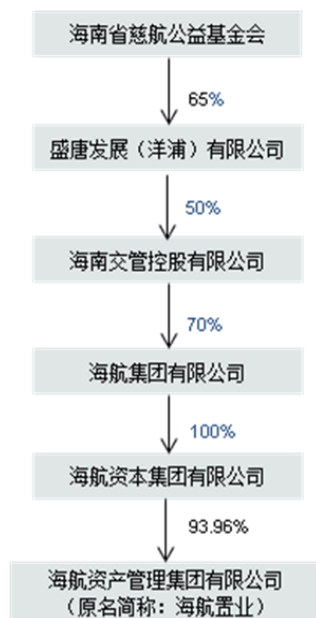 海南省慈航公益基金会
65%
盛唐发展（洋浦）有限公司
50%
海南交管控股有限公司
70%
海航集团有限公司
100%
海航资本集团有限公司
93.96%
海航资产管理集团有限公司
（原名简称：海航置业）